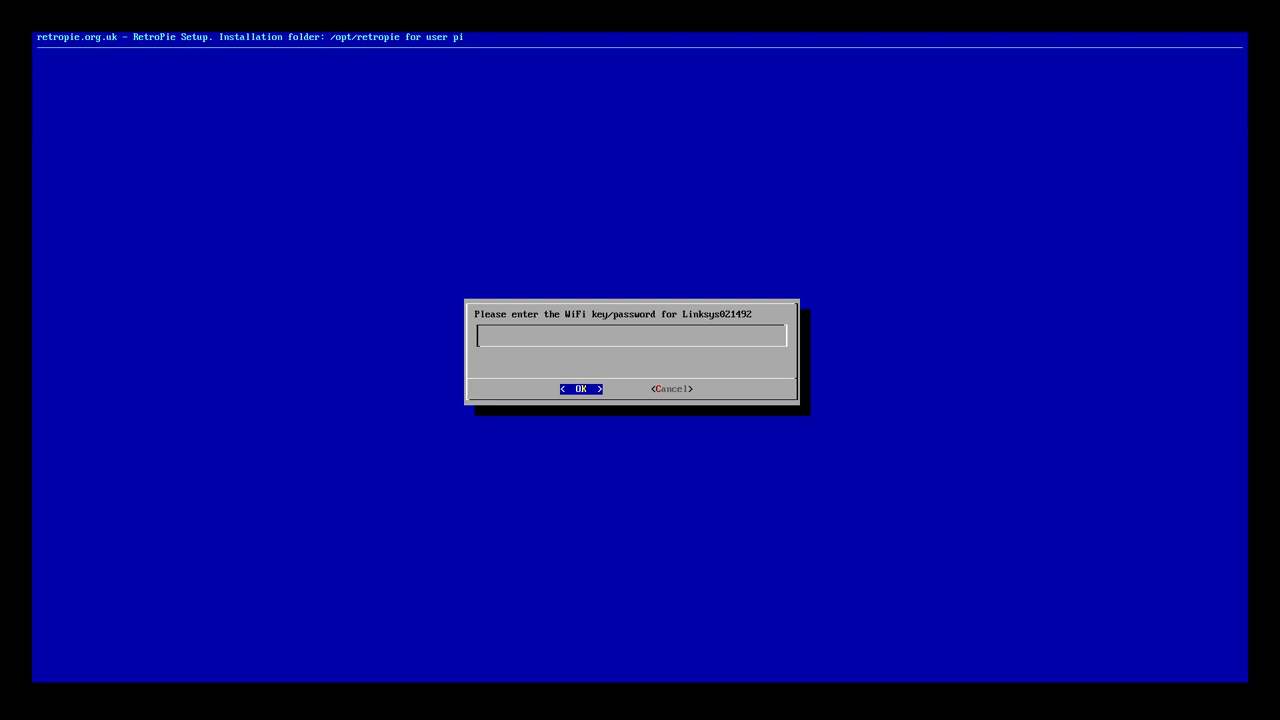 retropie.org.uk - RetroPie Setup. Installation folder: /opt/retropie for user pi
Please enter the WiFi key/password for Linksys021492
< OK > <Cancel>